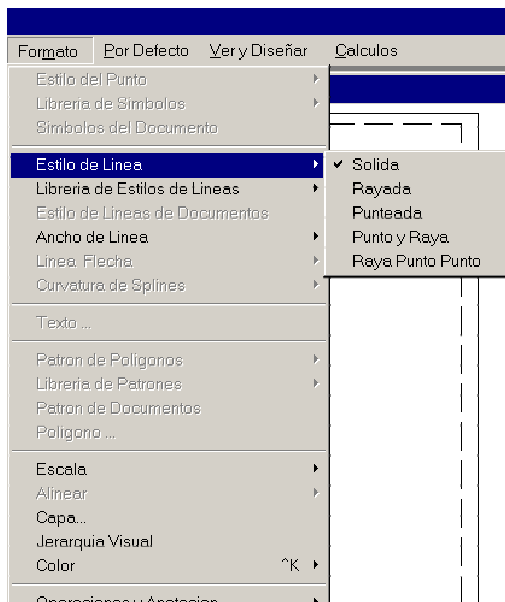 Formato Por Defecto Ver y Diseñar Calculos
Estilo del Punto
Libreria de Simbolos
Simbolos del Documento
Estilo de Linea
Solida
Libreria de Estilos de Lineas
Rayada
Estilo de Lineas de Documentos
Punteada
Ancho de Linea
Punto y Raya
Linea Flecha
Raya Punto Punto
Curvatura de Splines
Texto ...
Patron de Poligonos
Libreria de Patrones
Patron de Documentos
Poligono ...
Escala
Alinear
Capa...
Jerarquia Visual
Color ^K
Operaciones y Anotacion